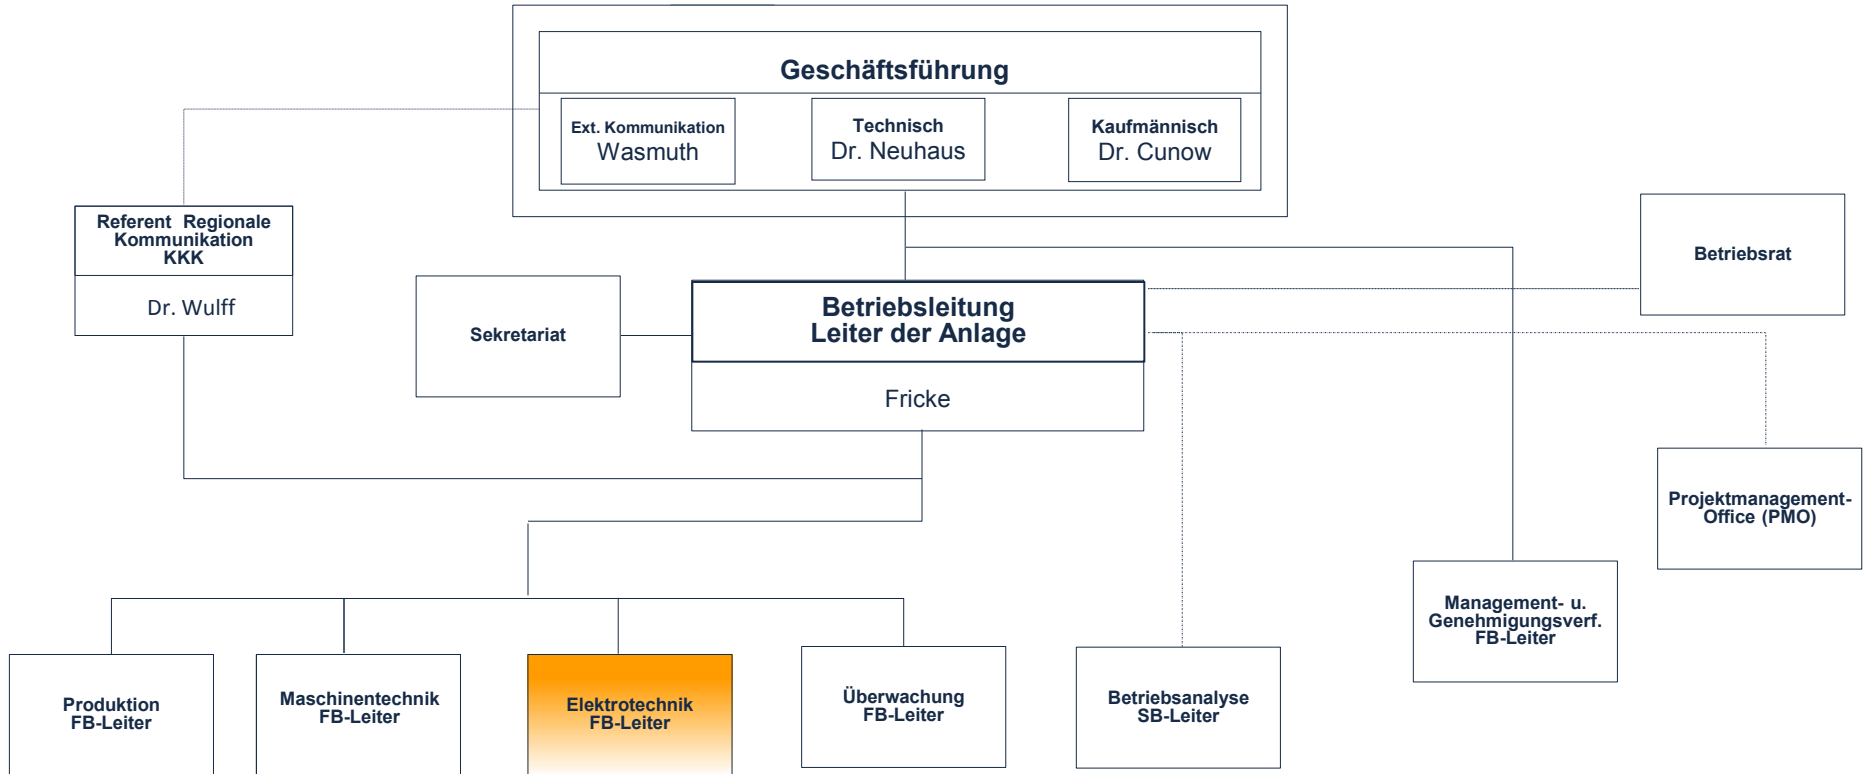 Geschäftsführung
Ext. Kommunikation
Wasmuth
Technisch
Dr. Neuhaus
Kaufmännisch
Dr. Cunow
Referent Regionale
Kommunikation
KKK
Dr. Wulff
Sekretariat
Betriebsleitung
Leiter der Anlage
Fricke
Betriebsrat
Projektmanagement-
Office (PMO)
Management- u.
Genehmigungsverf.
FB-Leiter
Produktion
FB-Leiter
Maschinentechnik
FB-Leiter
Elektrotechnik
FB-Leiter
Überwachung
FB-Leiter
Betriebsanalyse
SB-Leiter